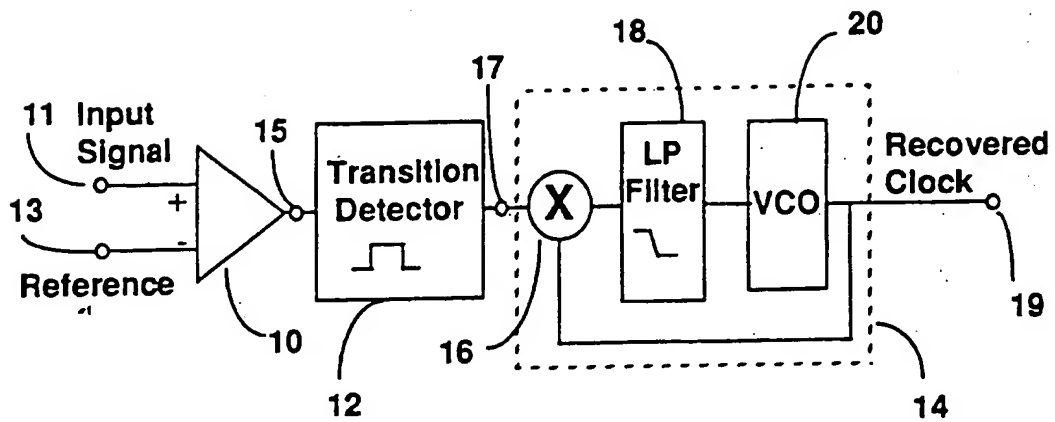 18
20
17
11 Input
Signal
15
13
+
-
Reference
10
Transition
Detector
12
X
16
LP
Filter
VCO
Recovered
Clock
19
14